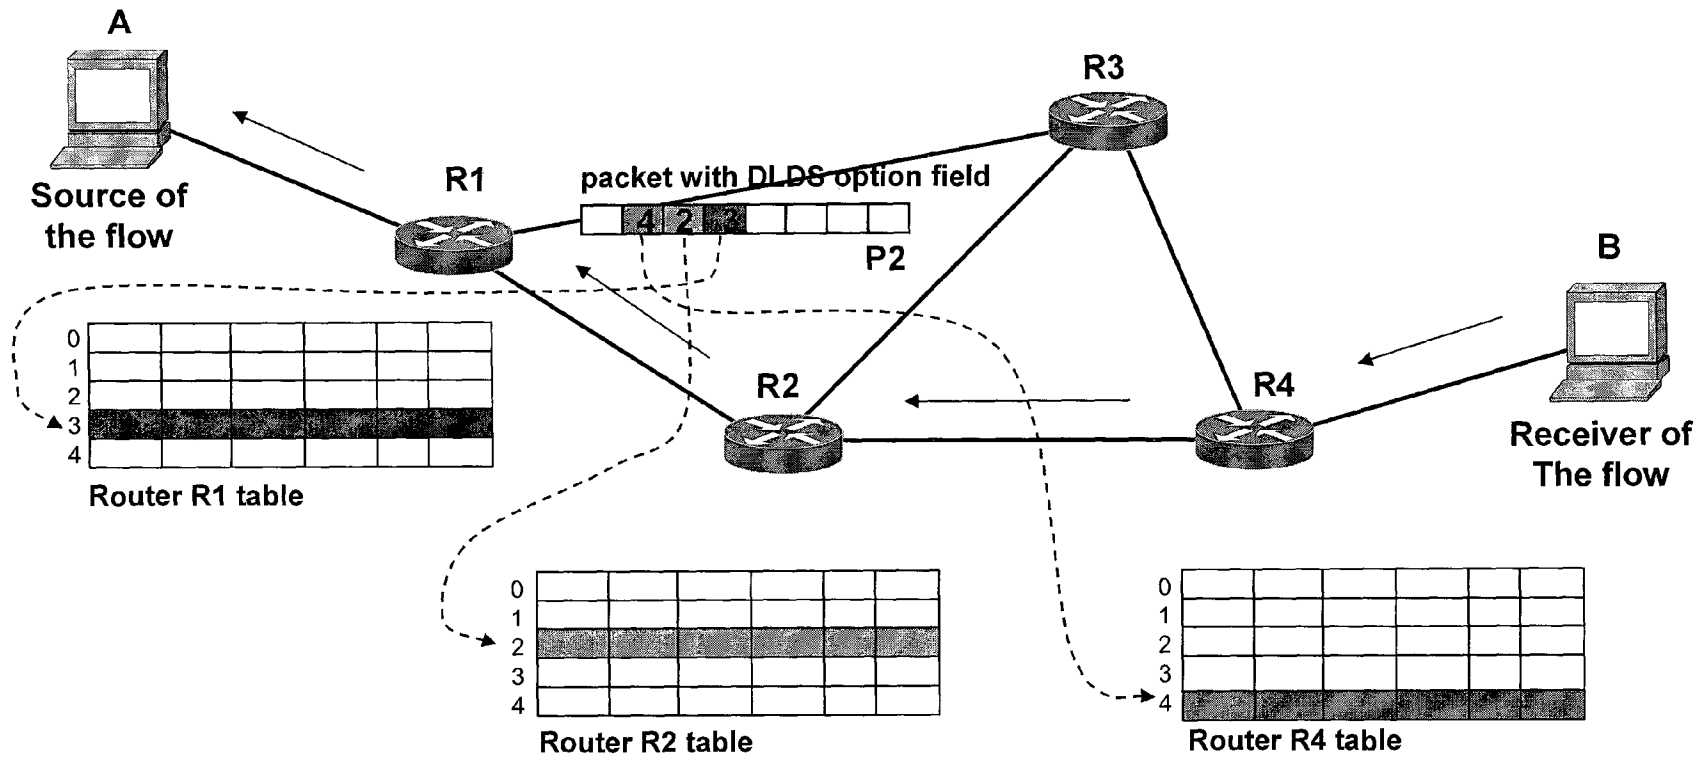 A
Source of
the flow
R1
R3
packet with DLDS option field
4 2 3
P2
B
Receiver of
The flow
R2
R4
0
1
2
3
4
Router R1 table
0
1
2
3
4
Router R2 table
0
1
2
3
4
Router R4 table